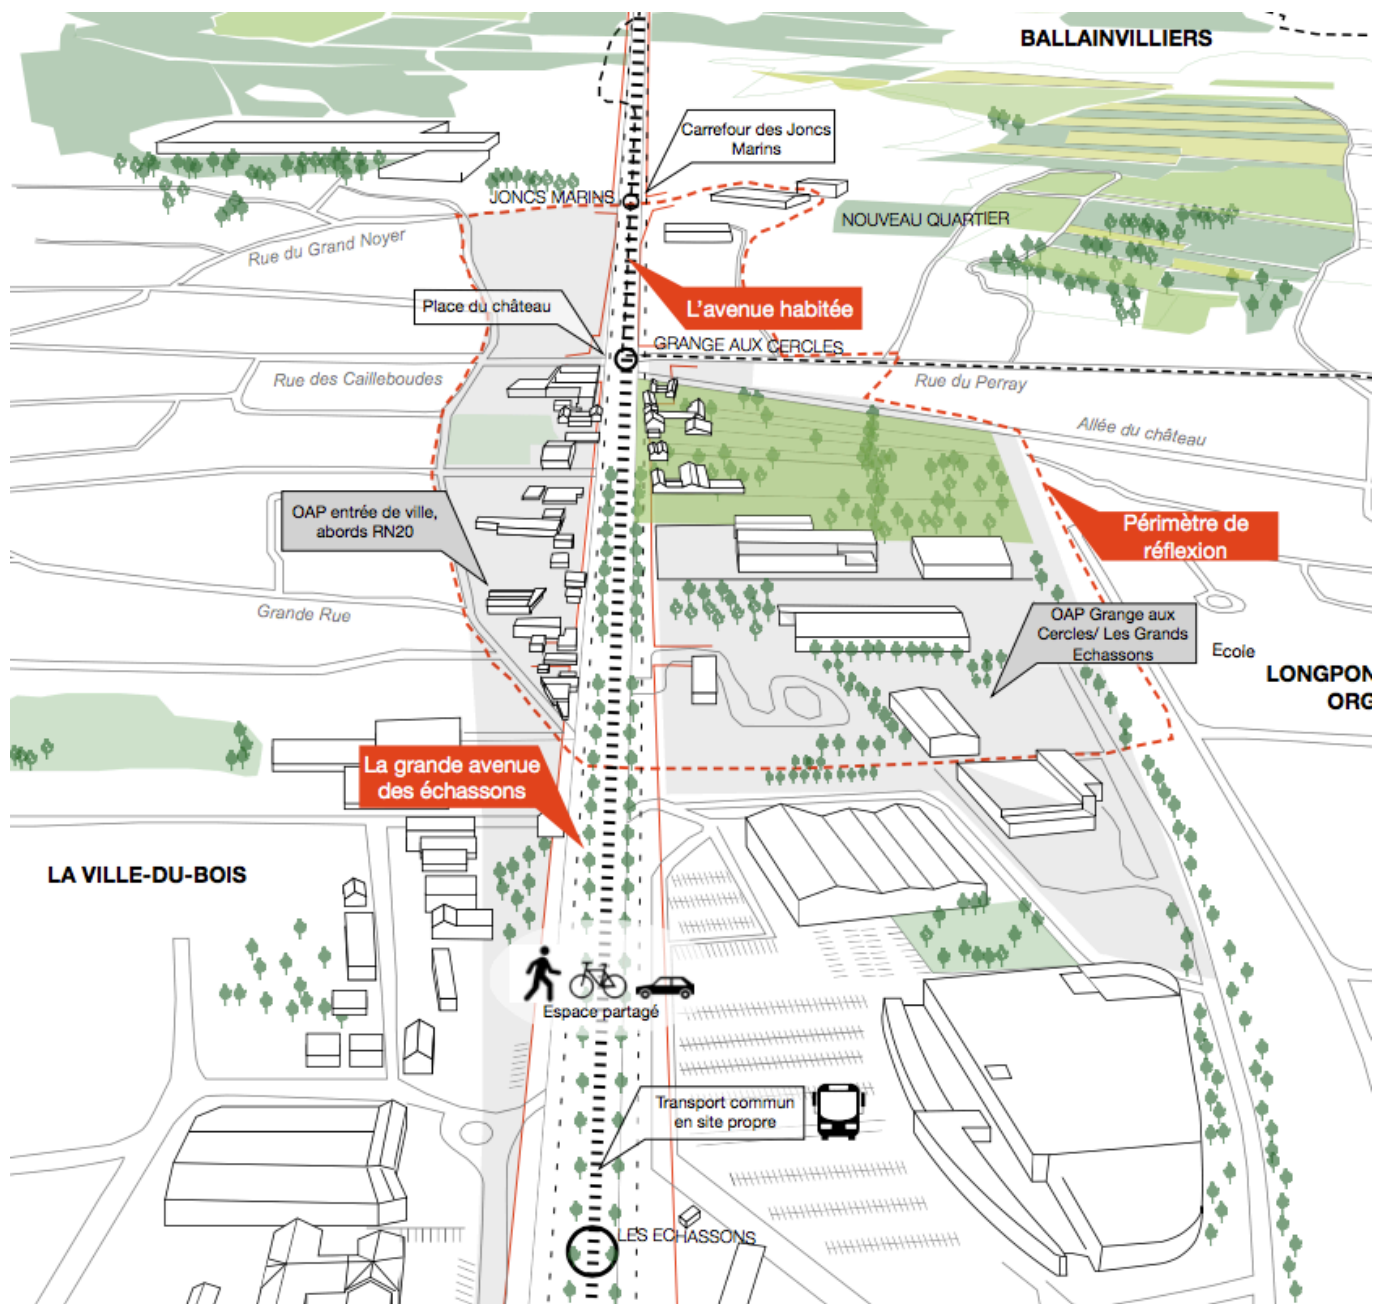 BALLAINVILLIERS
Carrefour des Joncs
Marins
JONCS MARINS
NOUVEAU QUARTIER
Rue du Grand Noyer
Place du château
L'avenue habitée
GRANGE AUX CERCLES
Rue des Cailleboudes
Rue du Perray
Allée du château
OAP entrée de ville,
abords RN20
Périmètre de
réflexion
Grande Rue
OAP Grange aux
Cercles/ Les Grands
Echassons
Ecole
LONGPON
ORG
La grande avenue
des échassons
LA VILLE-DU-BOIS
Espace partagé
Transport commun
en site propre
LES ECHASSONS